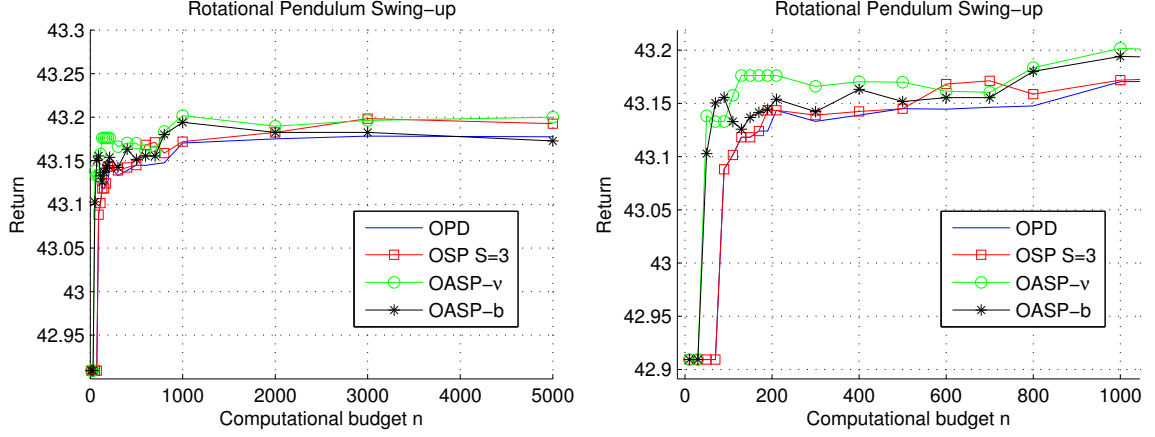 Rotational Pendulum Swing−up
43.3
43.25
43.2
43.15
43.1
43.05
43
42.95
Return
0
1000
2000
3000
4000
5000
Computational budget n
OPD
OSP S=3
OASP−ν
OASP−b
Rotational Pendulum Swing−up
43.2
43.15
43.1
43.05
43
42.95
42.9
Return
0
200
400
600
800
1000
Computational budget n
OPD
OSP S=3
OASP−ν
OASP−b